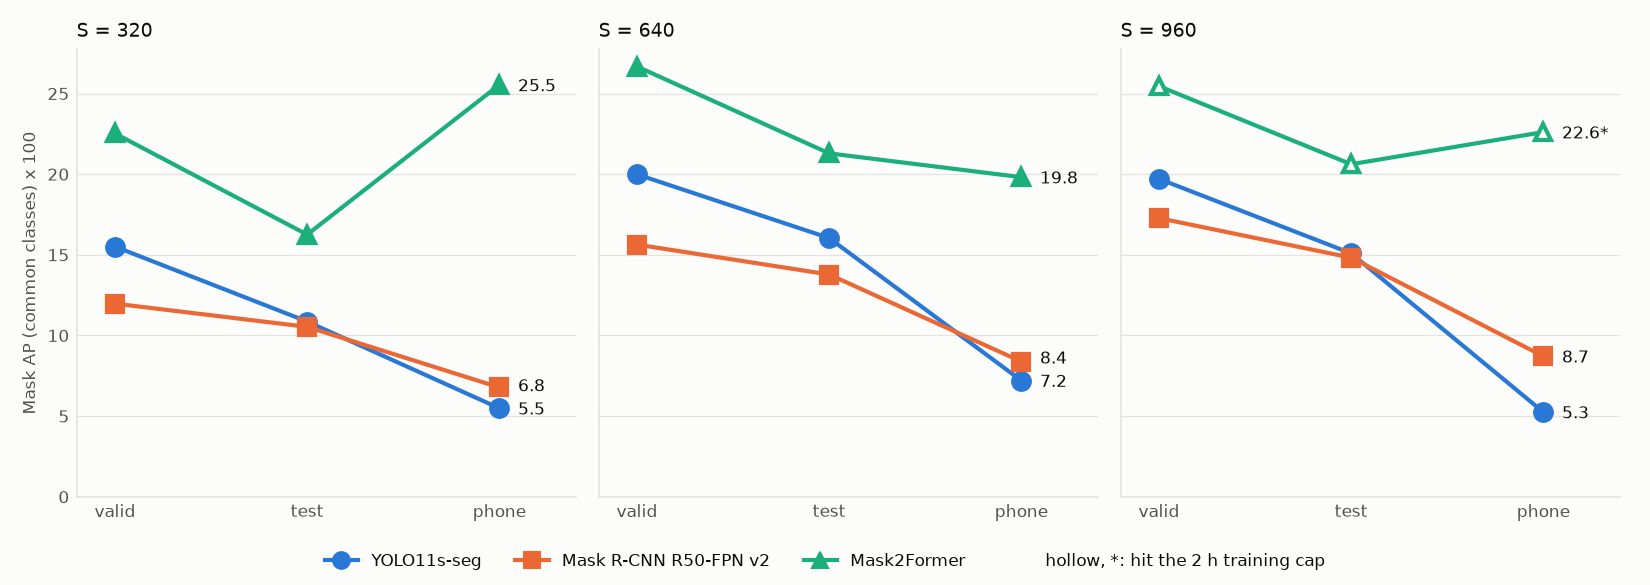 S = 320
S = 640
S = 960
Mask AP (common classes) x 100
25
20
15
10
5
0
25.5
6.8
5.5
19.8
8.4
7.2
22.6*
8.7
5.3
valid test phone
valid test phone
valid test phone
YOLO11s-seg
Mask R-CNN R50-FPN v2
Mask2Former
hollow, *: hit the 2 h training cap